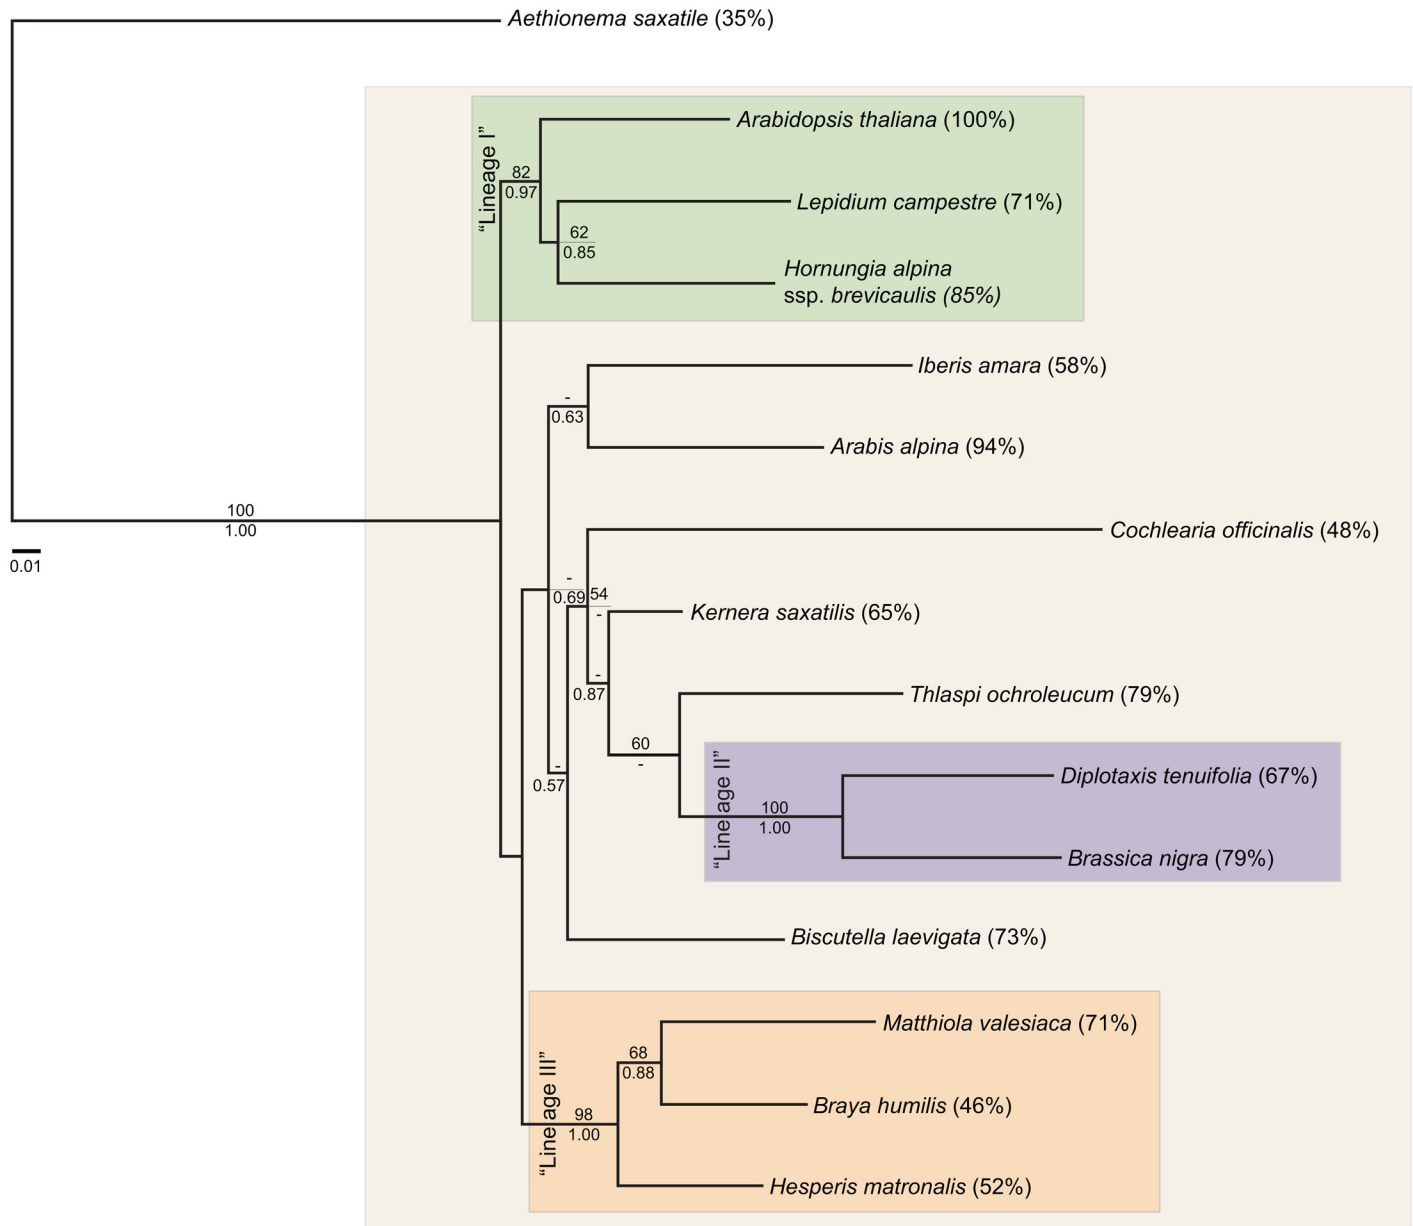 Aethionema saxatile (35%)
“Lineage I”
Arabidopsis thaliana (100%)
82
0.97
Lepidium campestre (71%)
62
0.85
Hornungia alpina
ssp. brevicaulis (85%)
Iberis amara (58%)
-
0.63
Arabis alpina (94%)
100
1.00
Cochlearia officinalis (48%)
0.01
-
0.69
54
-
Kernera saxatilis (65%)
-
0.87
Thlaspi ochroleucum (79%)
60
-
“Lineage II”
-
0.57
Diplotaxis tenuifolia (67%)
100
1.00
Brassica nigra (79%)
Biscutella laevigata (73%)
“Lineage III”
Matthiola valesiaca (71%)
68
0.88
Braya humilis (46%)
98
1.00
Hesperis matronalis (52%)